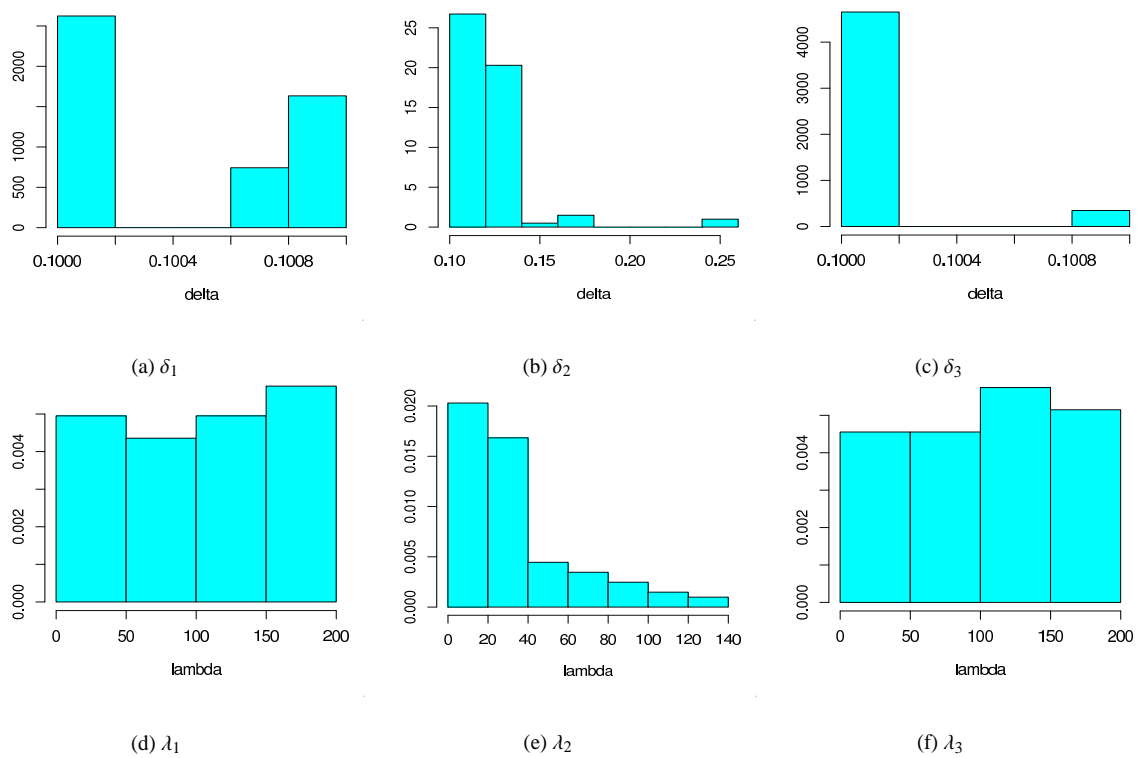 2000
1000
500
0
0.1000 0.1004 0.1008
delta
(a) δ1
25
20
15
10
5
0
0.10 0.15 0.20 0.25
delta
(b) δ2
4000
3000
2000
1000
0
0.1000 0.1004 0.1008
delta
(c) δ3
0.004
0.002
0.000
0 50 100 150 200
lambda
(d) λ1
0.020
0.015
0.010
0.005
0.000
0 20 40 60 80 100 120 140
lambda
(e) λ2
0.004
0.002
0.000
0 50 100 150 200
lambda
(f) λ3